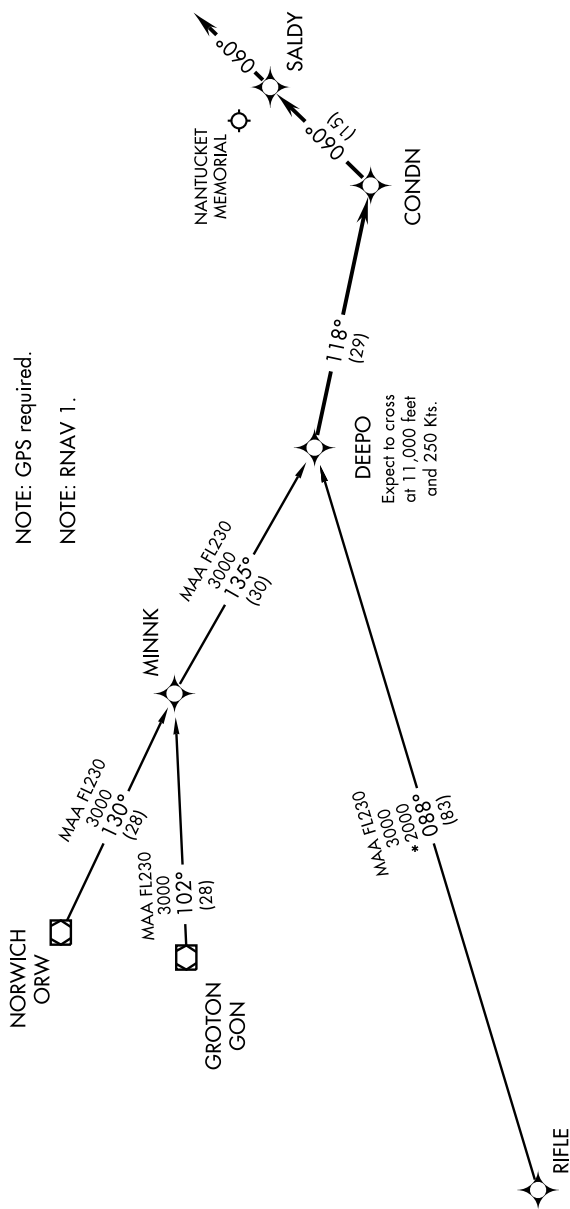 NOTE: GPS required.
NOTE: RNAV 1.
NORWICH
ORW
MAA FL230
3000
130°
(28)
GROTON
GON
MAA FL230
3000
102°
(28)
MINNK
MAA FL230
3000
135°
(30)
RIFLE
MAA FL230
3000
*2000
088°
(83)
DEEPO
Expect to cross
at 11,000 feet
and 250 Kts.
118°
(29)
CONDN
060°
(15)
NANTUCKET
MEMORIAL
SALDY
060°